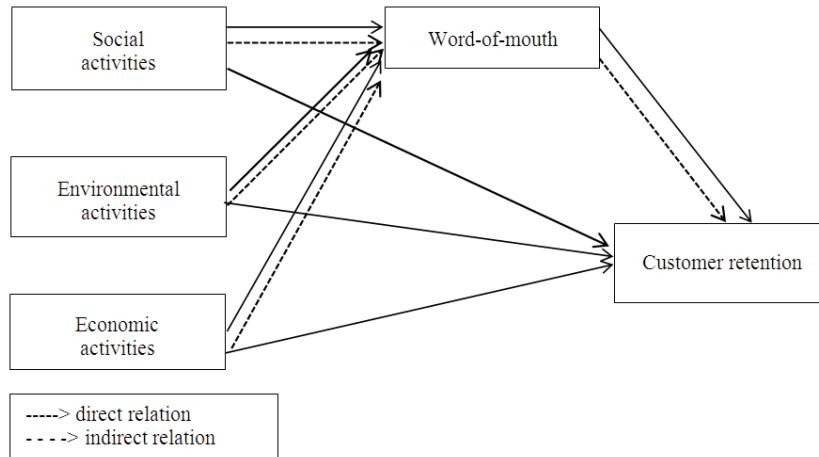 Social
activities
Word-of-mouth
Environmental
activities
Customer retention
Economic
activities
-----> direct relation
- - - -> indirect relation